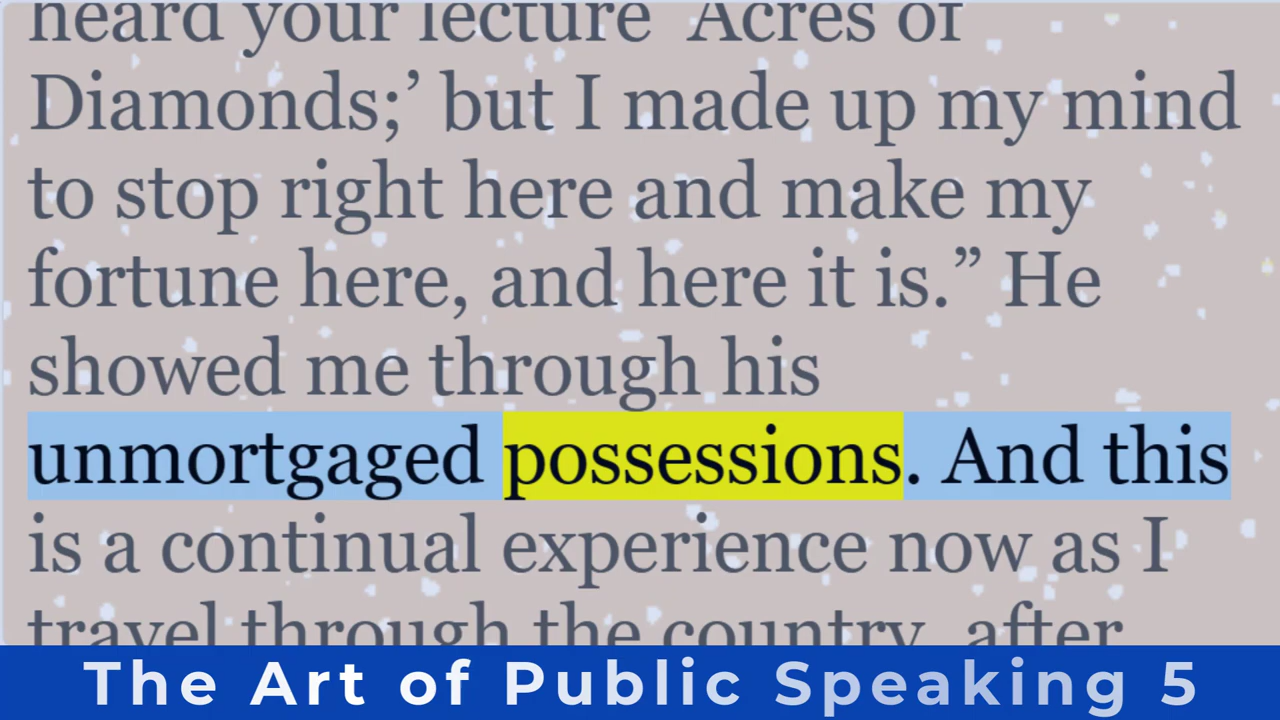 heard your lecture ‘Acres of
Diamonds;’ but I made up my mind
to stop right here and make my
fortune here, and here it is.” He
showed me through his
unmortgaged possessions. And this
is a continual experience now as I
travel through the country, after
The Art of Public Speaking 5